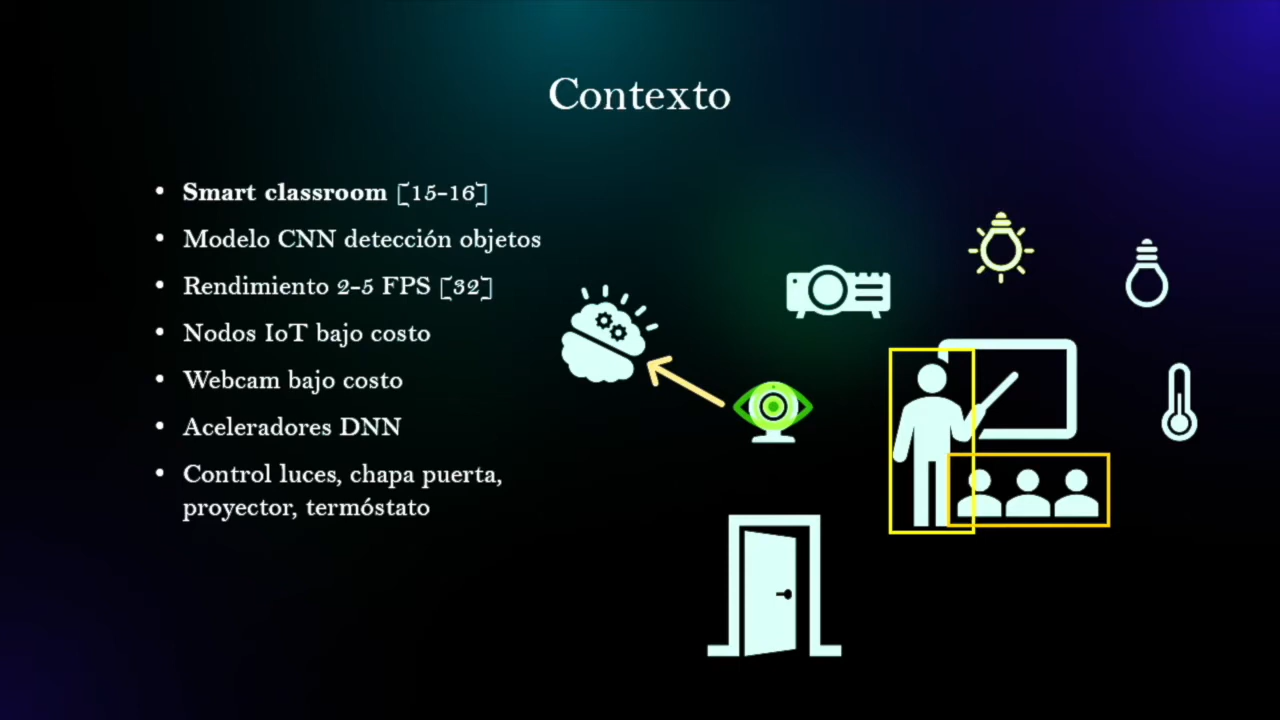 Contexto
• Smart classroom [15-16]
• Modelo CNN detección objetos
• Rendimiento 2-5 FPS [32]
• Nodos IoT bajo costo
• Webcam bajo costo
• Aceleradores DNN
• Control luces, chapa puerta,
proyector, termóstato